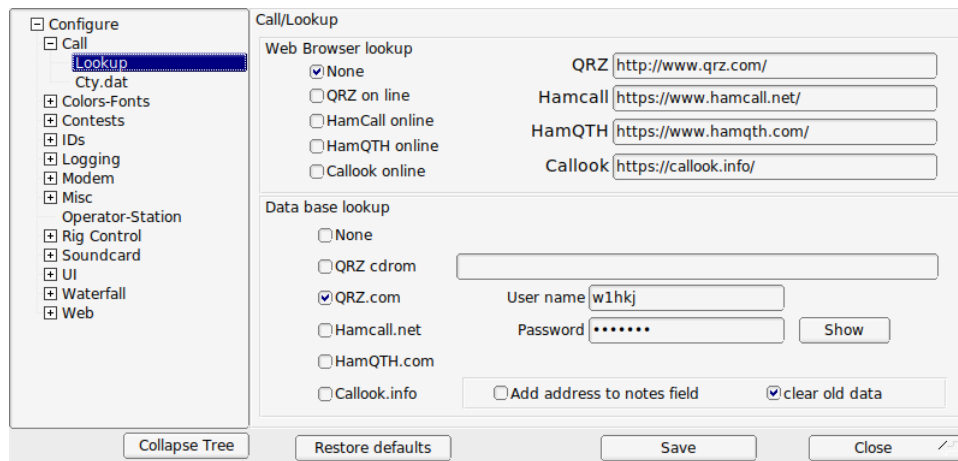 Configure
Call
Lookup
Cty.dat
Colors-Fonts
Contests
IDs
Logging
Modem
Misc
Operator-Station
Rig Control
Soundcard
UI
Waterfall
Web
Collapse Tree
Call/Lookup
Web Browser lookup
None
QRZ on line
HamCall online
HamQTH online
Callook online
QRZ http://www.qrz.com/
Hamcall https://www.hamcall.net/
HamQTH https://www.hamqth.com/
Callook https://callook.info/
Data base lookup
None
QRZ cdrom
QRZ.com User name w1hkj
Hamcall.net Password ••••••• Show
HamQTH.com
Callook.info Add address to notes field clear old data
Restore defaults Save Close